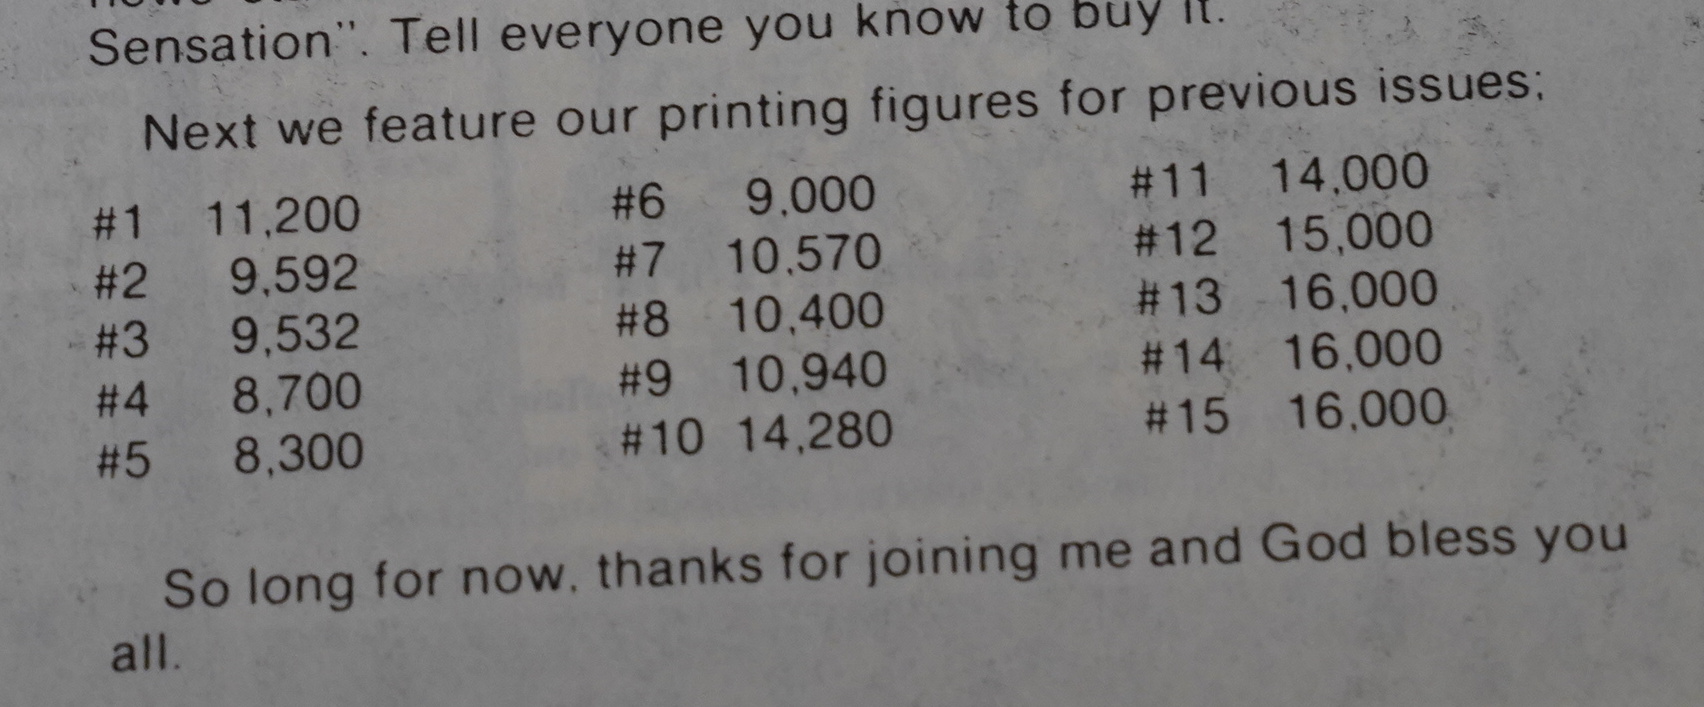 Sensation". Tell everyone you know to buy it.
Next we feature our printing figures for previous issues;
#1 11,200 #6 9,000 #11 14,000
#2 9,592 #7 10,570 #12 15,000
#3 9,532 #8 10,400 #13 16,000
#4 8,700 #9 10,940 #14 16,000
#5 8,300 #10 14,280 #15 16,000
So long for now, thanks for joining me and God bless you
all.